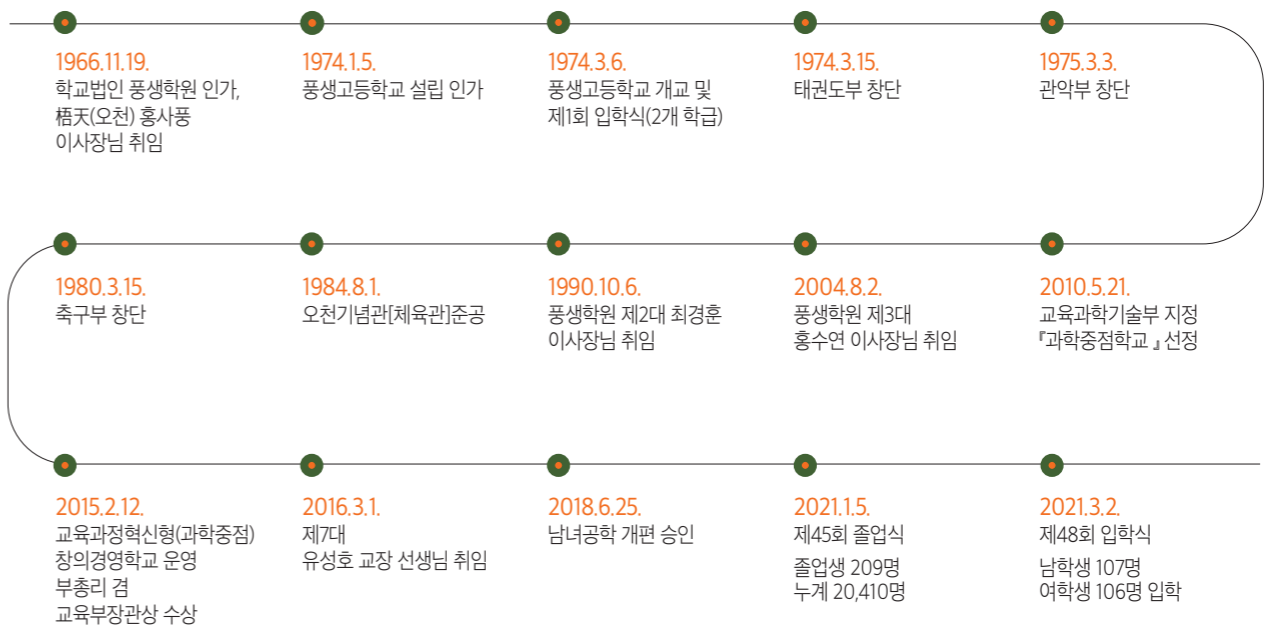 1966.11.19.
학교법인 풍생학원 인가,
梧天(오천) 홍사풍
이사장님 취임
1974.1.5.
풍생고등학교 설립 인가
1974.3.6.
풍생고등학교 개교 및
제1회 입학식(2개 학급)
1974.3.15.
태권도부 창단
1975.3.3.
관악부 창단
1980.3.15.
축구부 창단
1984.8.1.
오천기념관[체육관]준공
1990.10.6.
풍생학원 제2대 최경훈
이사장님 취임
2004.8.2.
풍생학원 제3대
홍수연 이사장님 취임
2010.5.21.
교육과학기술부 지정
『과학중점학교 』 선정
2015.2.12.
교육과정혁신형(과학중점)
창의경영학교 운영
부총리 겸
교육부장관상 수상
2016.3.1.
제7대
유성호 교장 선생님 취임
2018.6.25.
남녀공학 개편 승인
2021.1.5.
제45회 졸업식
졸업생 209명
누계 20,410명
2021.3.2.
제48회 입학식
남학생 107명
여학생 106명 입학